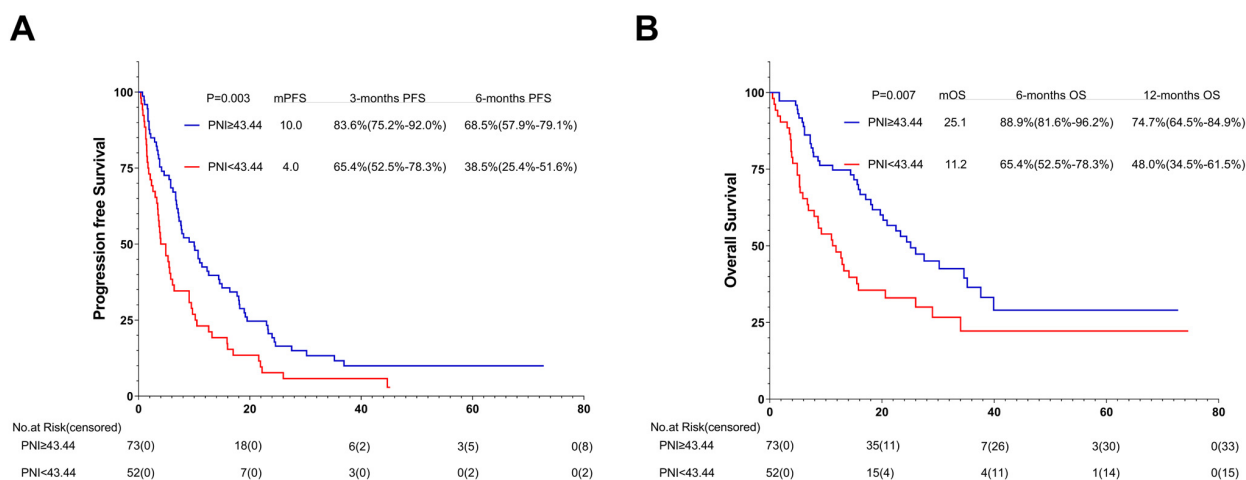 A
P=0.003 mPFS 3-months PFS 6-months PFS
PNI≥43.44 10.0 83.6%(75.2%-92.0%) 68.5%(57.9%-79.1%)
PNI<43.44 4.0 65.4%(52.5%-78.3%) 38.5%(25.4%-51.6%)
Progression free Survival
100
75
50
25
0
0 20 40 60 80
No.at Risk(censored)
PNI≥43.44 73(0) 18(0) 6(2) 3(5) 0(8)
PNI<43.44 52(0) 7(0) 3(0) 0(2) 0(2)
B
P=0.007 mOS 6-months OS 12-months OS
PNI≥43.44 25.1 88.9%(81.6%-96.2%) 74.7%(64.5%-84.9%)
PNI<43.44 11.2 65.4%(52.5%-78.3%) 48.0%(34.5%-61.5%)
Overall Survival
100
75
50
25
0
0 20 40 60 80
No.at Risk(censored)
PNI≥43.44 73(0) 35(11) 7(26) 3(30) 0(33)
PNI<43.44 52(0) 15(4) 4(11) 1(14) 0(15)